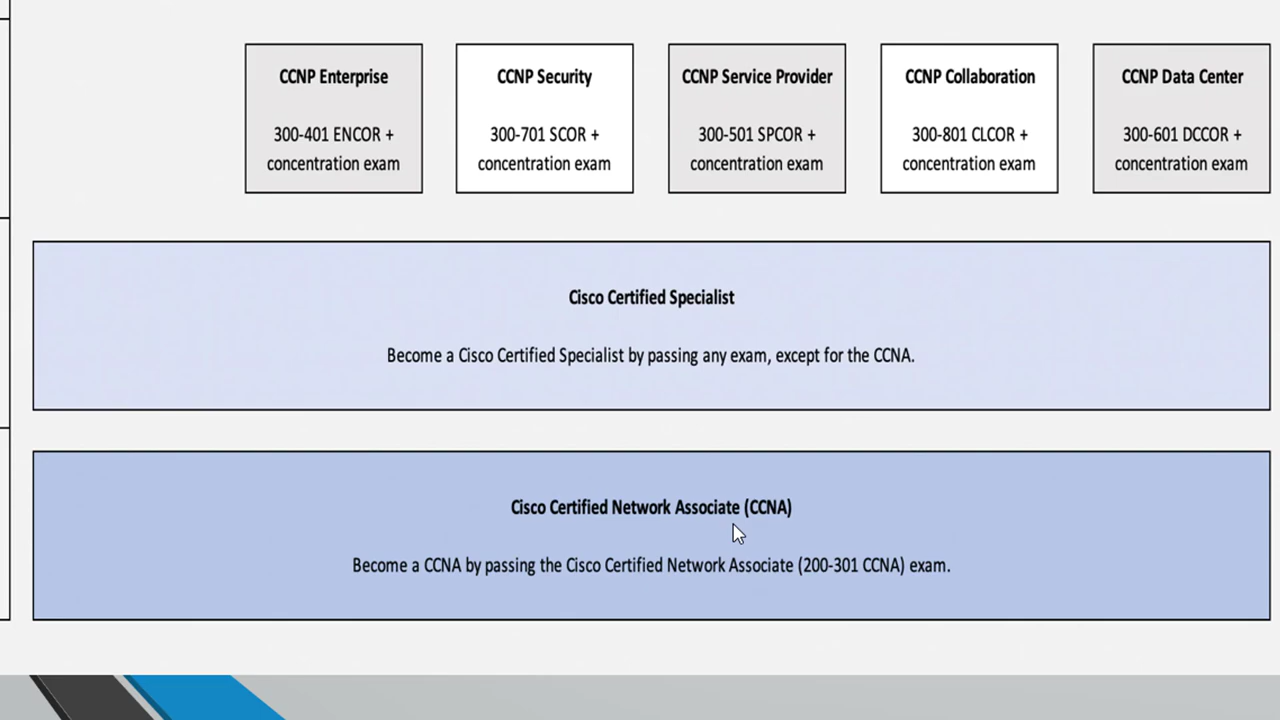 CCNP Enterprise
300-401 ENCOR +
concentration exam
CCNP Security
300-701 SCOR +
concentration exam
CCNP Service Provider
300-501 SPCOR +
concentration exam
CCNP Collaboration
300-801 CLCOR +
concentration exam
CCNP Data Center
300-601 DCCOR +
concentration exam
Cisco Certified Specialist
Become a Cisco Certified Specialist by passing any exam, except for the CCNA.
Cisco Certified Network Associate (CCNA)
Become a CCNA by passing the Cisco Certified Network Associate (200-301 CCNA) exam.